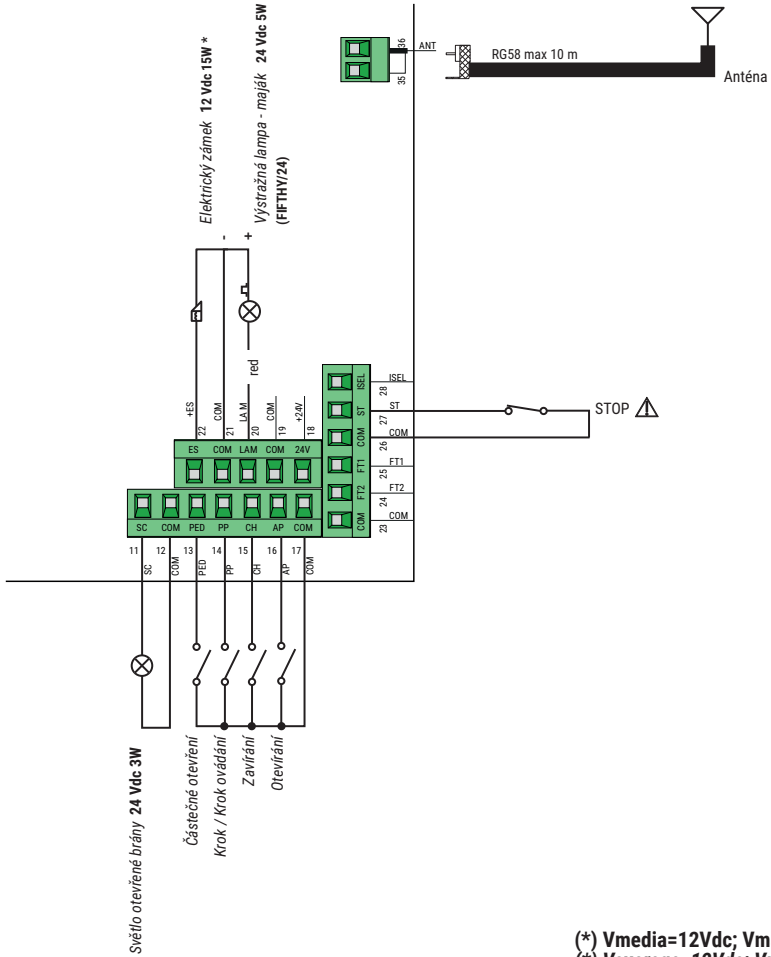 36
ANT
35
RG58 max 10 m
Anténa
Elektrický zámek 12 Vdc 15W *
Výstražná lampa - maják 24 Vdc 5W
(FIFTHY/24)
- +
red
+ES
22
COM
21
LAM
20
COM
19
+24V
18
ES COM LAM COM 24V
SC COM PED PP CH AP COM
11 12 13 14 15 16 17
SC COM PED PP CH AP COM
ISEL
28
ISEL
ST
27
ST
COM
26
COM
FT1
25
FT1
FT2
24
FT2
COM
23
COM
STOP
Světlo otevřené brány 24 Vdc 3W
Částečné otevření
Krok / Krok ovádání
Zavírání
Otevírání
(*) Vmedia=12Vdc; Vm